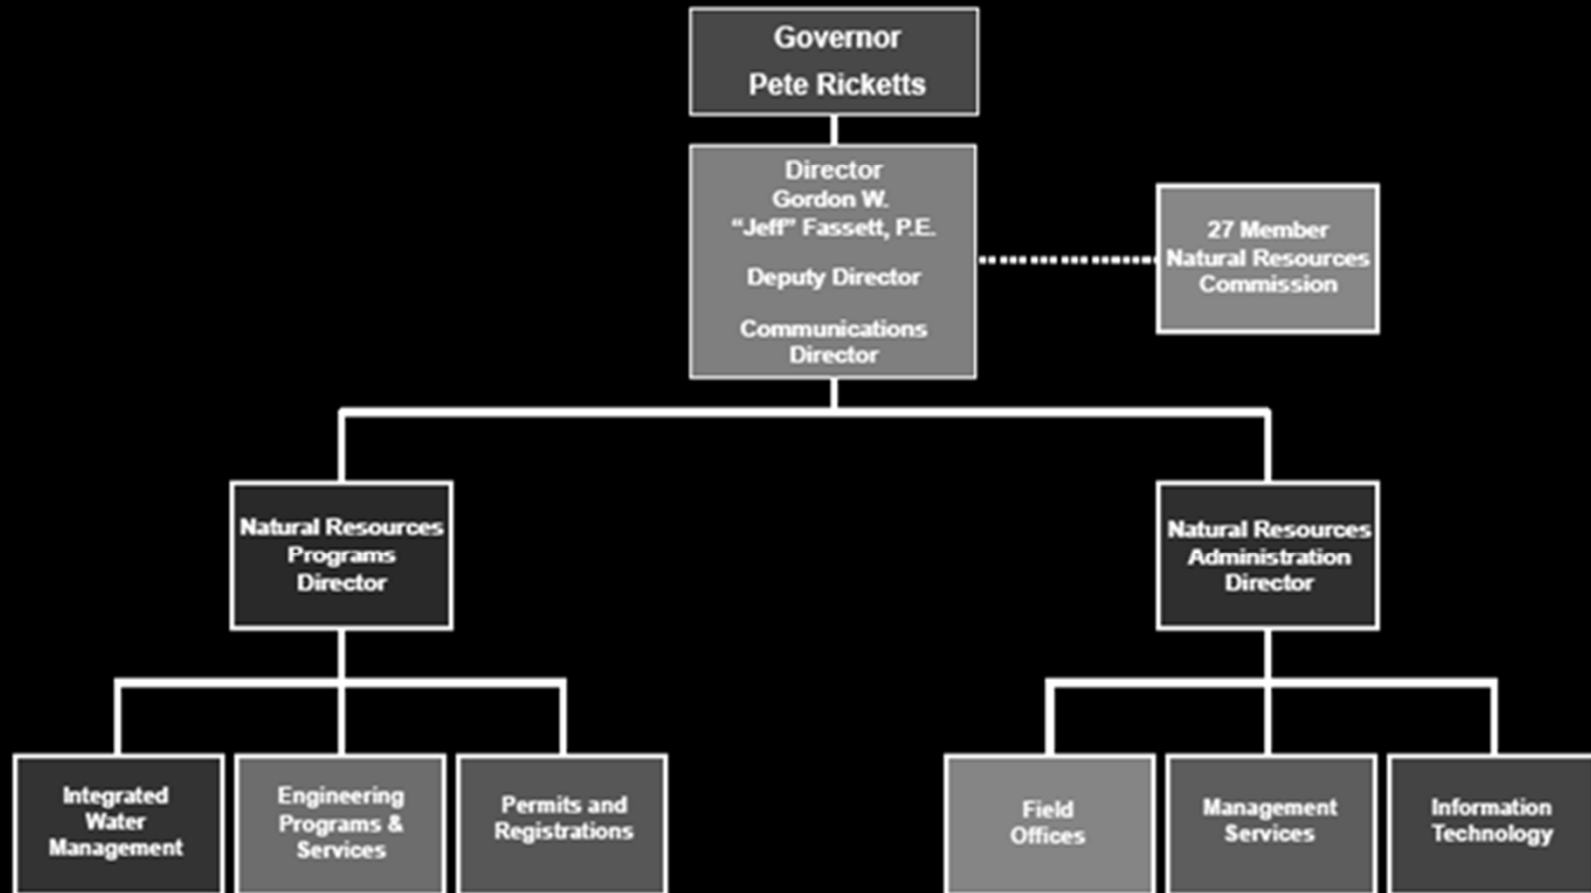 Governor
Pete Ricketts
Director
Gordon W.
“Jeff” Fassett, P.E.
Deputy Director
Communications
Director
27 Member
Natural Resources
Commission
Natural Resources
Programs
Director
Natural Resources
Administration
Director
Integrated
Water
Management
Engineering
Programs &
Services
Permits and
Registrations
Field
Offices
Management
Services
Information
Technology